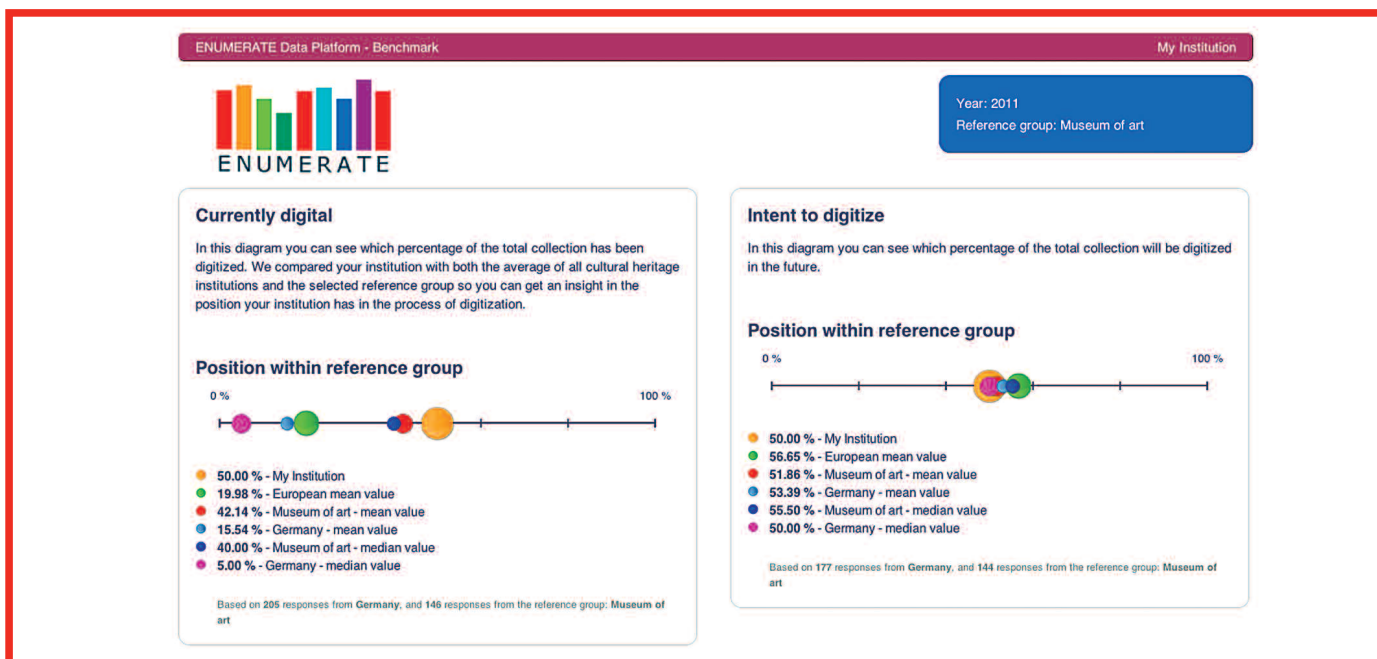 ENUMERATE Data Platform - Benchmark
My Institution
ENUMERATE
Year: 2011
Reference group: Museum of art
Currently digital
In this diagram you can see which percentage of the total collection has been
digitized. We compared your institution with both the average of all cultural heritage
institutions and the selected reference group so you can get an insight in the
position your institution has in the process of digitization.
Position within reference group
0 %
100 %
50.00 % - My Institution
19.98 % - European mean value
42.14 % - Museum of art - mean value
15.54 % - Germany - mean value
40.00 % - Museum of art - median value
5.00 % - Germany - median value
Based on 205 responses from Germany, and 146 responses from the reference group: Museum of
art
Intent to digitize
In this diagram you can see which percentage of the total collection will be digitized
in the future.
Position within reference group
0 %
100 %
50.00 % - My Institution
56.65 % - European mean value
51.86 % - Museum of art - mean value
53.39 % - Germany - mean value
55.50 % - Museum of art - median value
50.00 % - Germany - median value
Based on 177 responses from Germany, and 144 responses from the reference group: Museum of
art